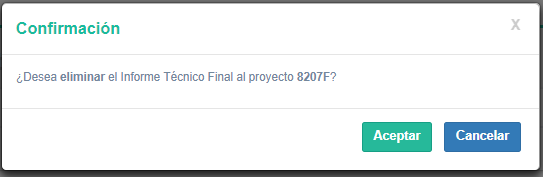 Confirmación
X
¿Desea eliminar el Informe Técnico Final al proyecto 8207F?
Aceptar
Cancelar